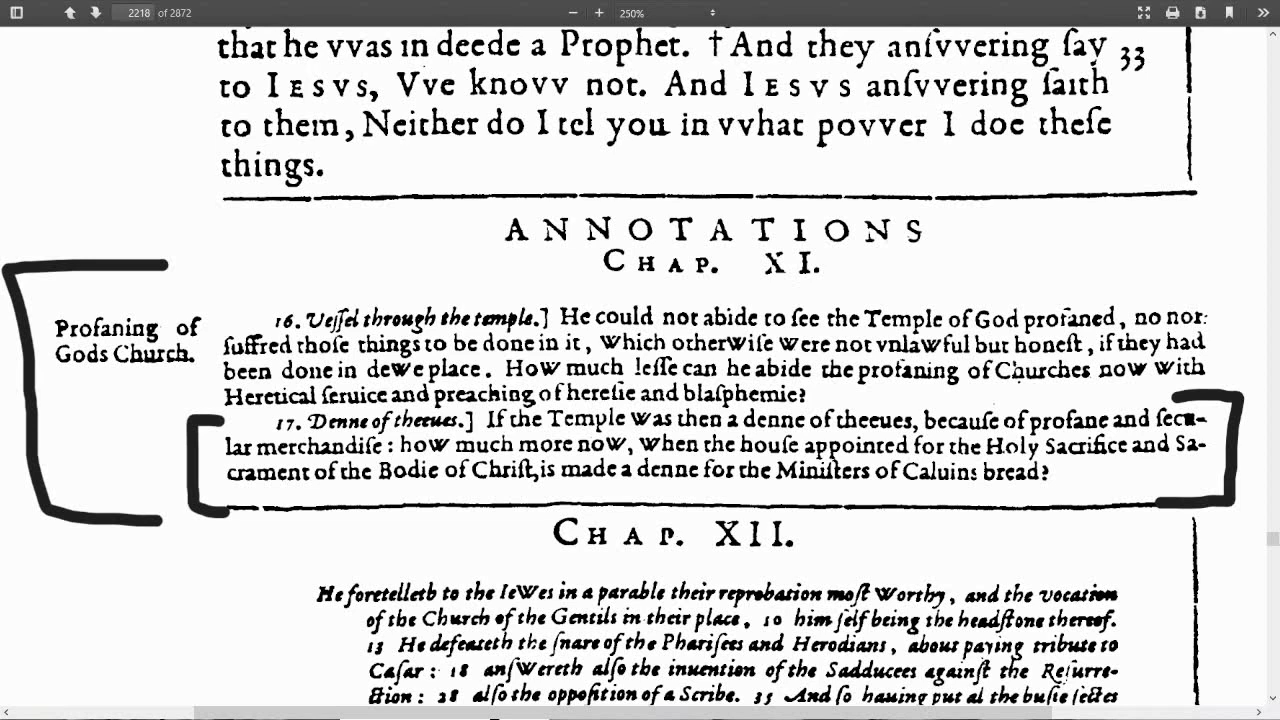 2218 of 2872
250%
that he vvas in deede a Prophet. † And they anſvvering ſay 33
to IESVS, Vve knovv not. And IESVS anſvvering ſaith
to them, Neither do I tel you in vvhat povver I doe theſe
things.
ANNOTATIONS
CHAP. XI.
Profaning of
Gods Church.
16. Veſſel through the temple.] He could not abide to ſee the Temple of God profaned, no nor
ſuffred thoſe things to be done in it, which otherwiſe were not vnlawful but honeſt, if they had
been done in dewe place. How much leſſe can he abide the profaning of Churches now with
Heretical ſeruice and preaching of hereſie and blaſphemie?
17. Denne of theeues.] If the Temple was then a denne of theeues, becauſe of profane and ſecu-
lar merchandiſe: how much more now, when the houſe appointed for the Holy Sacrifice and Sa-
crament of the Bodie of Chriſt, is made a denne for the Miniſters of Caluins bread?
CHAP. XII.
He foretelleth to the Iewes in a parable their reprobation moſt worthy, and the vocation
of the Church of the Gentils in their place, 10 him ſelf being the headſtone thereof.
13 He defeateth the ſnare of the Phariſees and Herodians, about paying tribute to
Cæſar: 18 anſwereth alſo the inuention of the Sadducees againſt the Reſurre-
ction: 28 alſo the oppoſition of a Scribe. 35 And ſo hauing put al the buſie ſectes